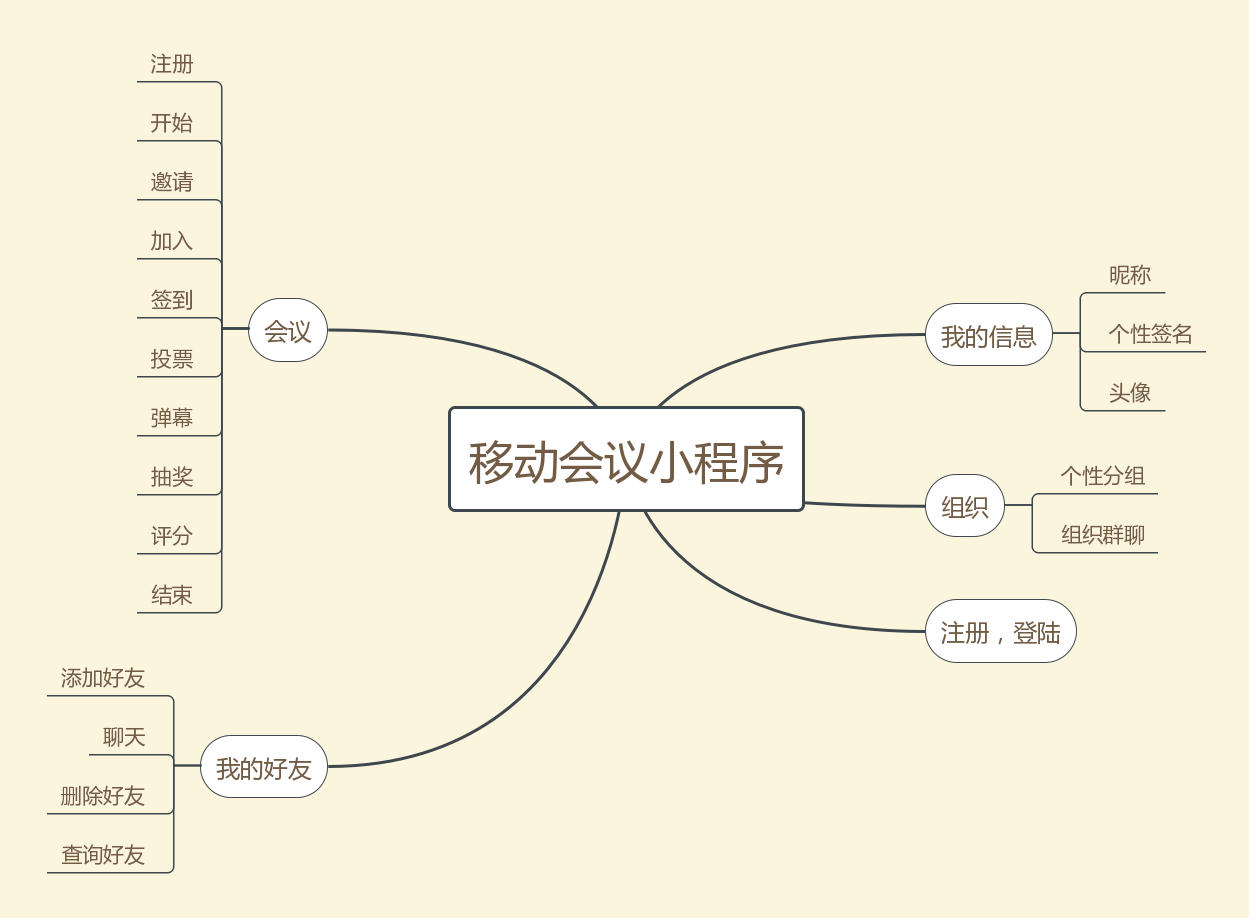 移动会议小程序
我的信息
昵称
个性签名
头像
组织
个性分组
组织群聊
注册，登陆
会议
注册
开始
邀请
加入
签到
投票
弹幕
抽奖
评分
结束
我的好友
添加好友
聊天
删除好友
查询好友